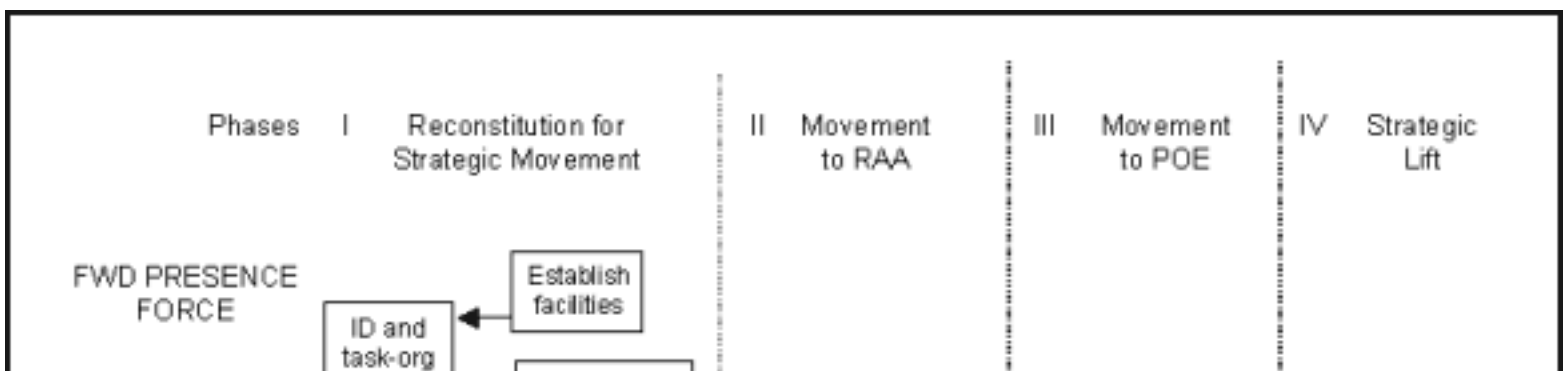 Phases I Reconstitution for II Movement III Movement IV Strategic
Strategic Movement to RAA to POE Lift
FWD PRESENCE
FORCE
Establish
facilities
ID and
task-org